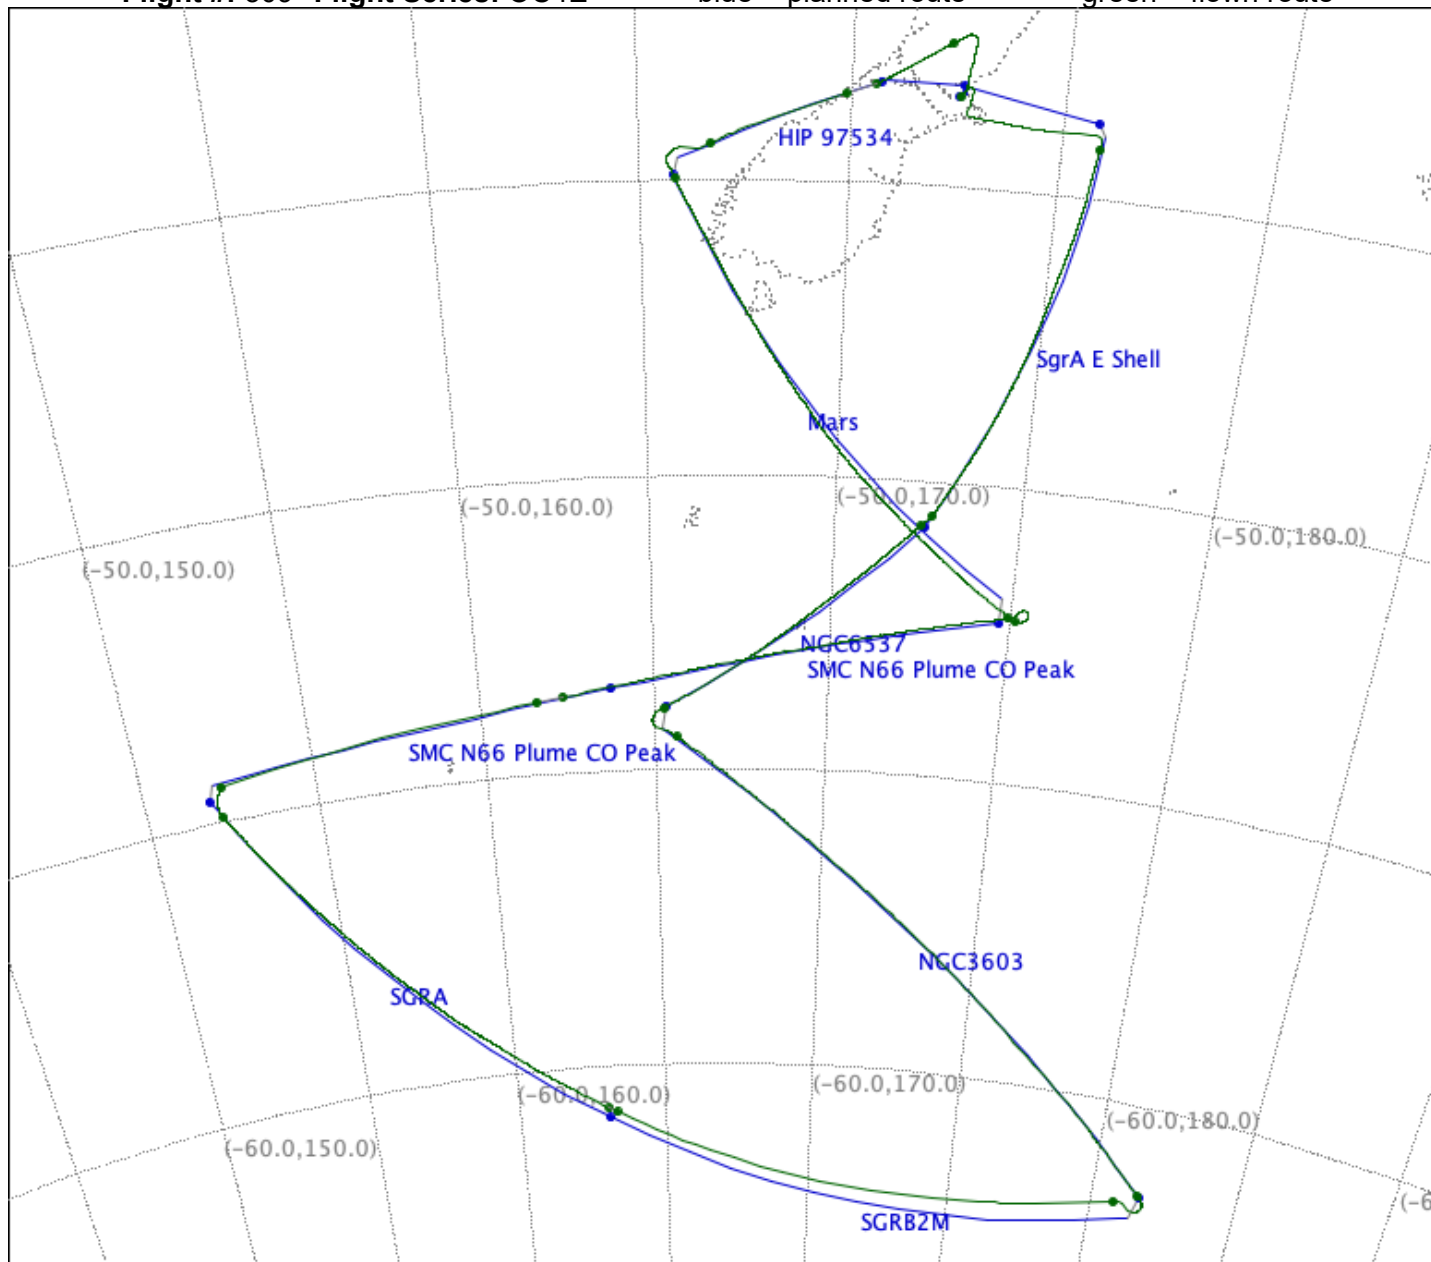 HIP 97534
SgrA E Shell
Mars
(-50.0,170.0)
(-50.0,160.0)
(-50.0,180.0)
(-50.0,150.0)
NGC6537
SMC N66 Plume CO Peak
SMC N66 Plume CO Peak
NGC3603
SGRA
(-60.0,170.0)
(-60.0,160.0)
(-60.0,180.0)
(-60.0,150.0)
SGRB2M